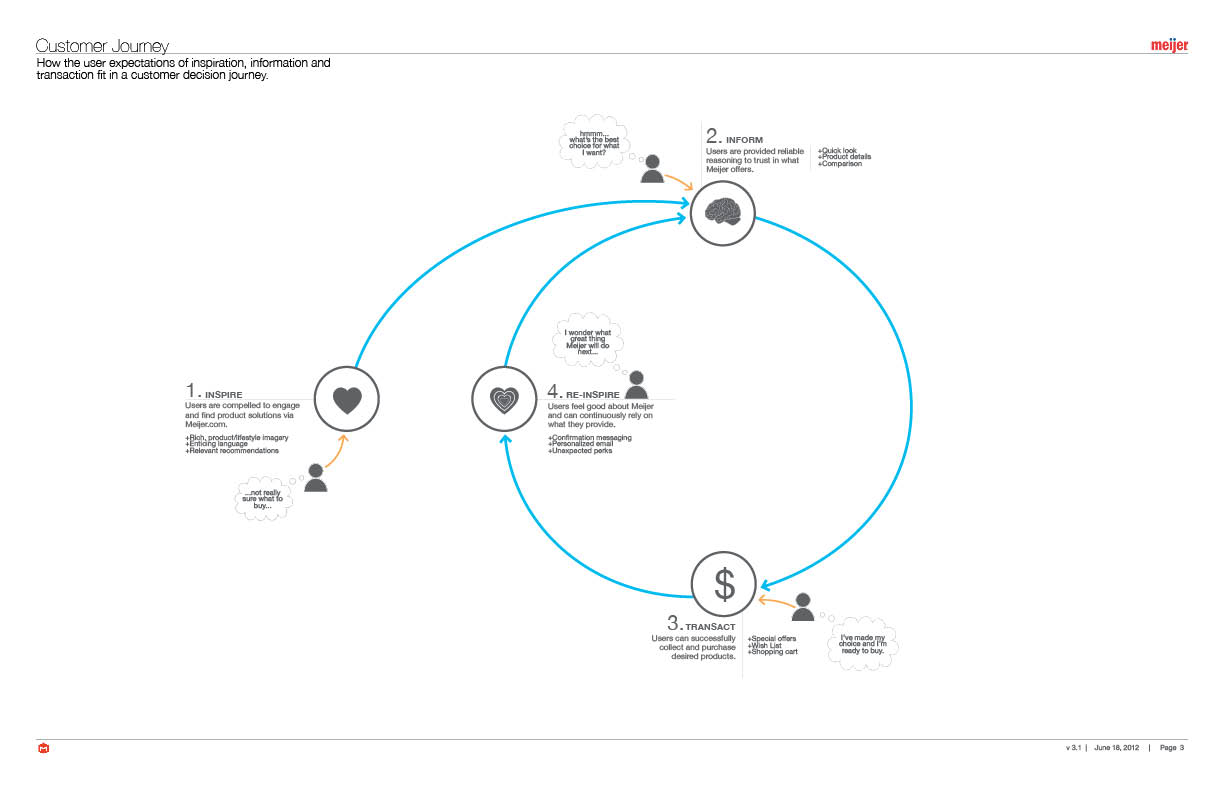 Customer Journey
meijer
How the user expectations of inspiration, information and
transaction fit in a customer decision journey.
hmmm...
what's the best
choice for what
I want?
2. INFORM
Users are provided reliable
reasoning to trust in what
Meijer offers.
+Quick look
+Product details
+Comparison
I wonder what
great thing
Meijer will do
next...
1. INSPIRE
Users are compelled to engage
and find product solutions via
Meijer.com.
+Rich, product/lifestyle imagery
+Enticing language
+Relevant recommendations
...not really
sure what to
buy...
4. RE-INSPIRE
Users feel good about Meijer
and can continuously rely on
what they provide.
+Confirmation messaging
+Personalized email
+Unexpected perks
$
3. TRANSACT
Users can successfully
collect and purchase
desired products.
+Special offers
+Wish List
+Shopping cart
I've made my
choice and I'm
ready to buy.
M
v 3.1 | June 18, 2012 | Page 3